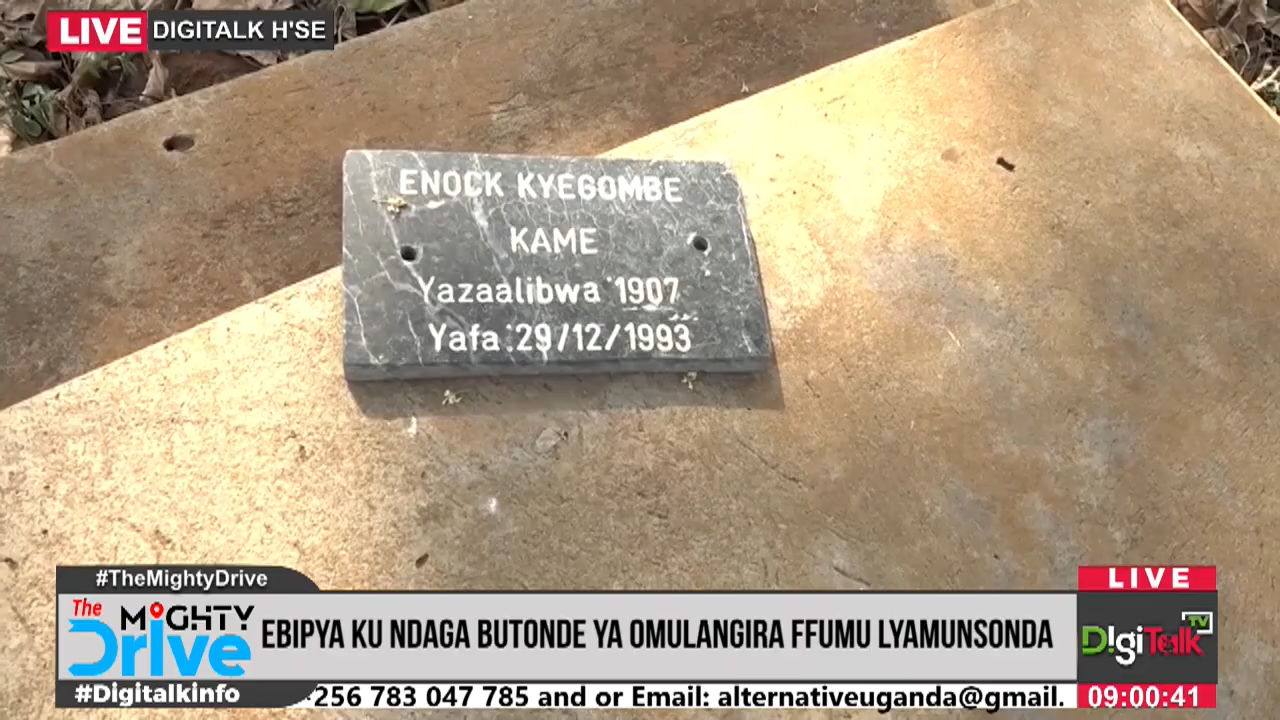 LIVE DIGITALK H'SE
ENOCK KYEGOMBE
KAME
Yazaalibwa 1907
Yafa: 29/12/1993
#TheMightyDrive
The MIGHTY Drive
EBIPYA KU NDAGA BUTONDE YA OMULANGIRA FFUMU LYAMUNSONDA
#Digitalkinfo
256 783 047 785 and or Email: alternativeuganda@gmail.
LIVE
D!giTalk TV
09:00:41